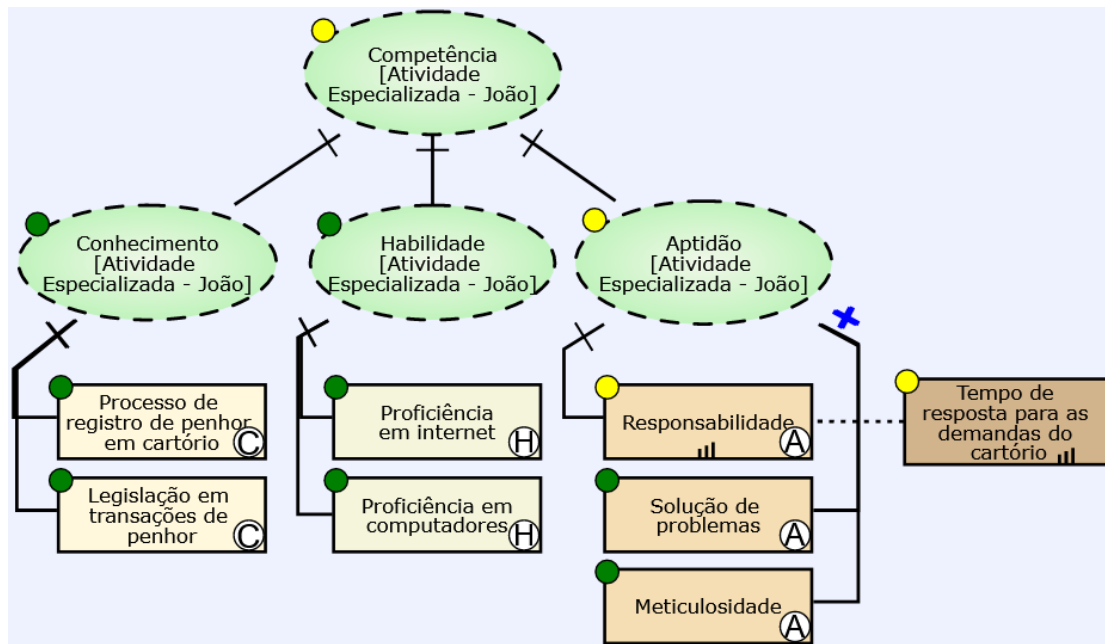 Competência
[Atividade
Especializada - João]
Conhecimento
[Atividade
Especializada - João]
Habilidade
[Atividade
Especializada - João]
Aptidão
[Atividade
Especializada - João]
Processo de
registro de penhor
em cartório
C
Proficiência
em internet
H
Responsabilidade
A
Tempo de
resposta para as
demandas do
cartório
Legislação em
transações de
penhor
C
Proficiência em
computadores
H
Solução de
problemas
A
Meticulosidade
A